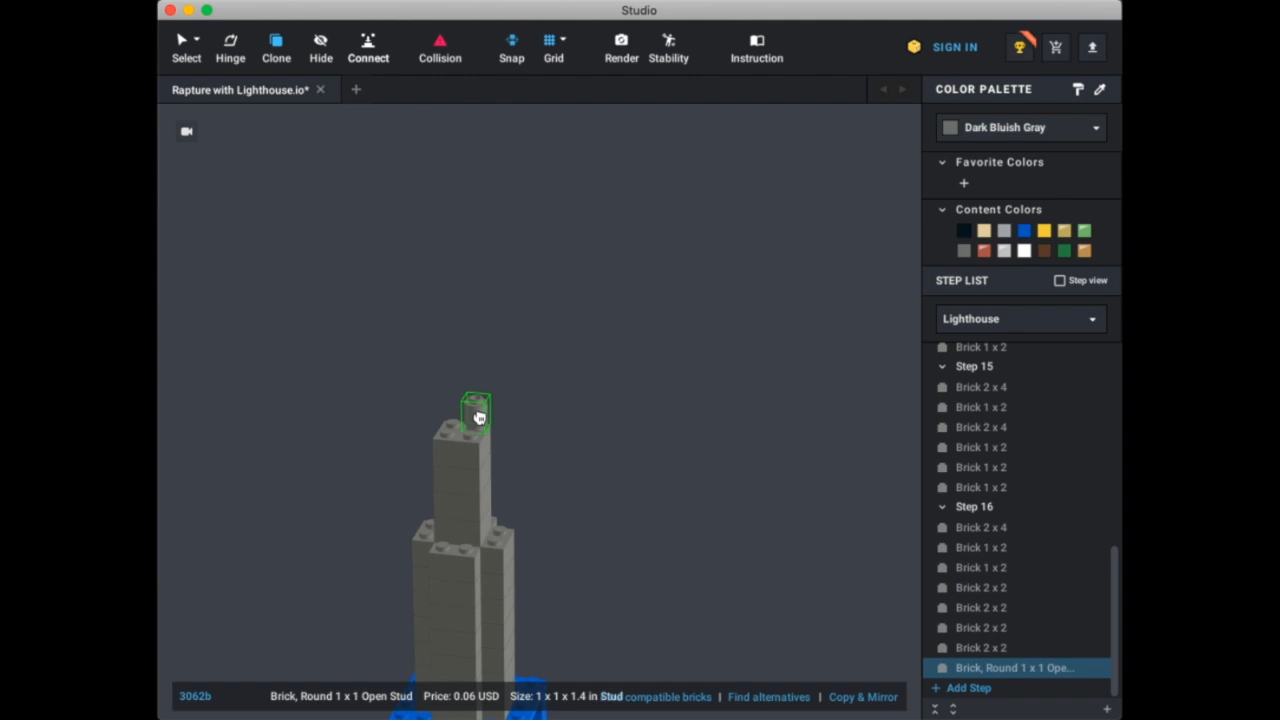 Studio
Select Hinge Clone Hide Connect Collision Snap Grid Render Stability Instruction SIGN IN
Rapture with Lighthouse.io*
COLOR PALETTE
Dark Bluish Gray
Favorite Colors
Content Colors
STEP LIST Step view
Lighthouse
Brick 1 x 2
Step 15
Brick 2 x 4
Brick 1 x 2
Brick 2 x 4
Brick 1 x 2
Brick 1 x 2
Brick 1 x 2
Step 16
Brick 2 x 4
Brick 1 x 2
Brick 1 x 2
Brick 2 x 2
Brick 2 x 2
Brick 2 x 2
Brick 2 x 2
Brick, Round 1 x 1 Ope...
+ Add Step
3062b Brick, Round 1 x 1 Open Stud Price: 0.06 USD Size: 1 x 1 x 1.4 in compatible bricks | Find alternatives | Copy & Mirror